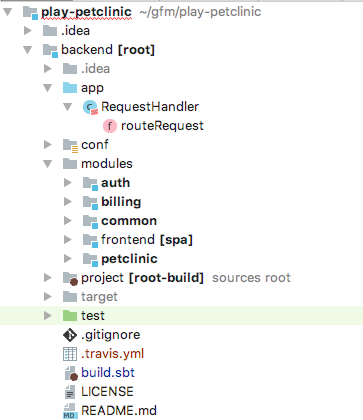 play-petclinic ~/gfm/play-petclinic
.idea
backend [root]
.idea
app
RequestHandler
routeRequest
conf
modules
auth
billing
common
frontend [spa]
petclinic
project [root-build] sources root
target
test
.gitignore
.travis.yml
build.sbt
LICENSE
README.md